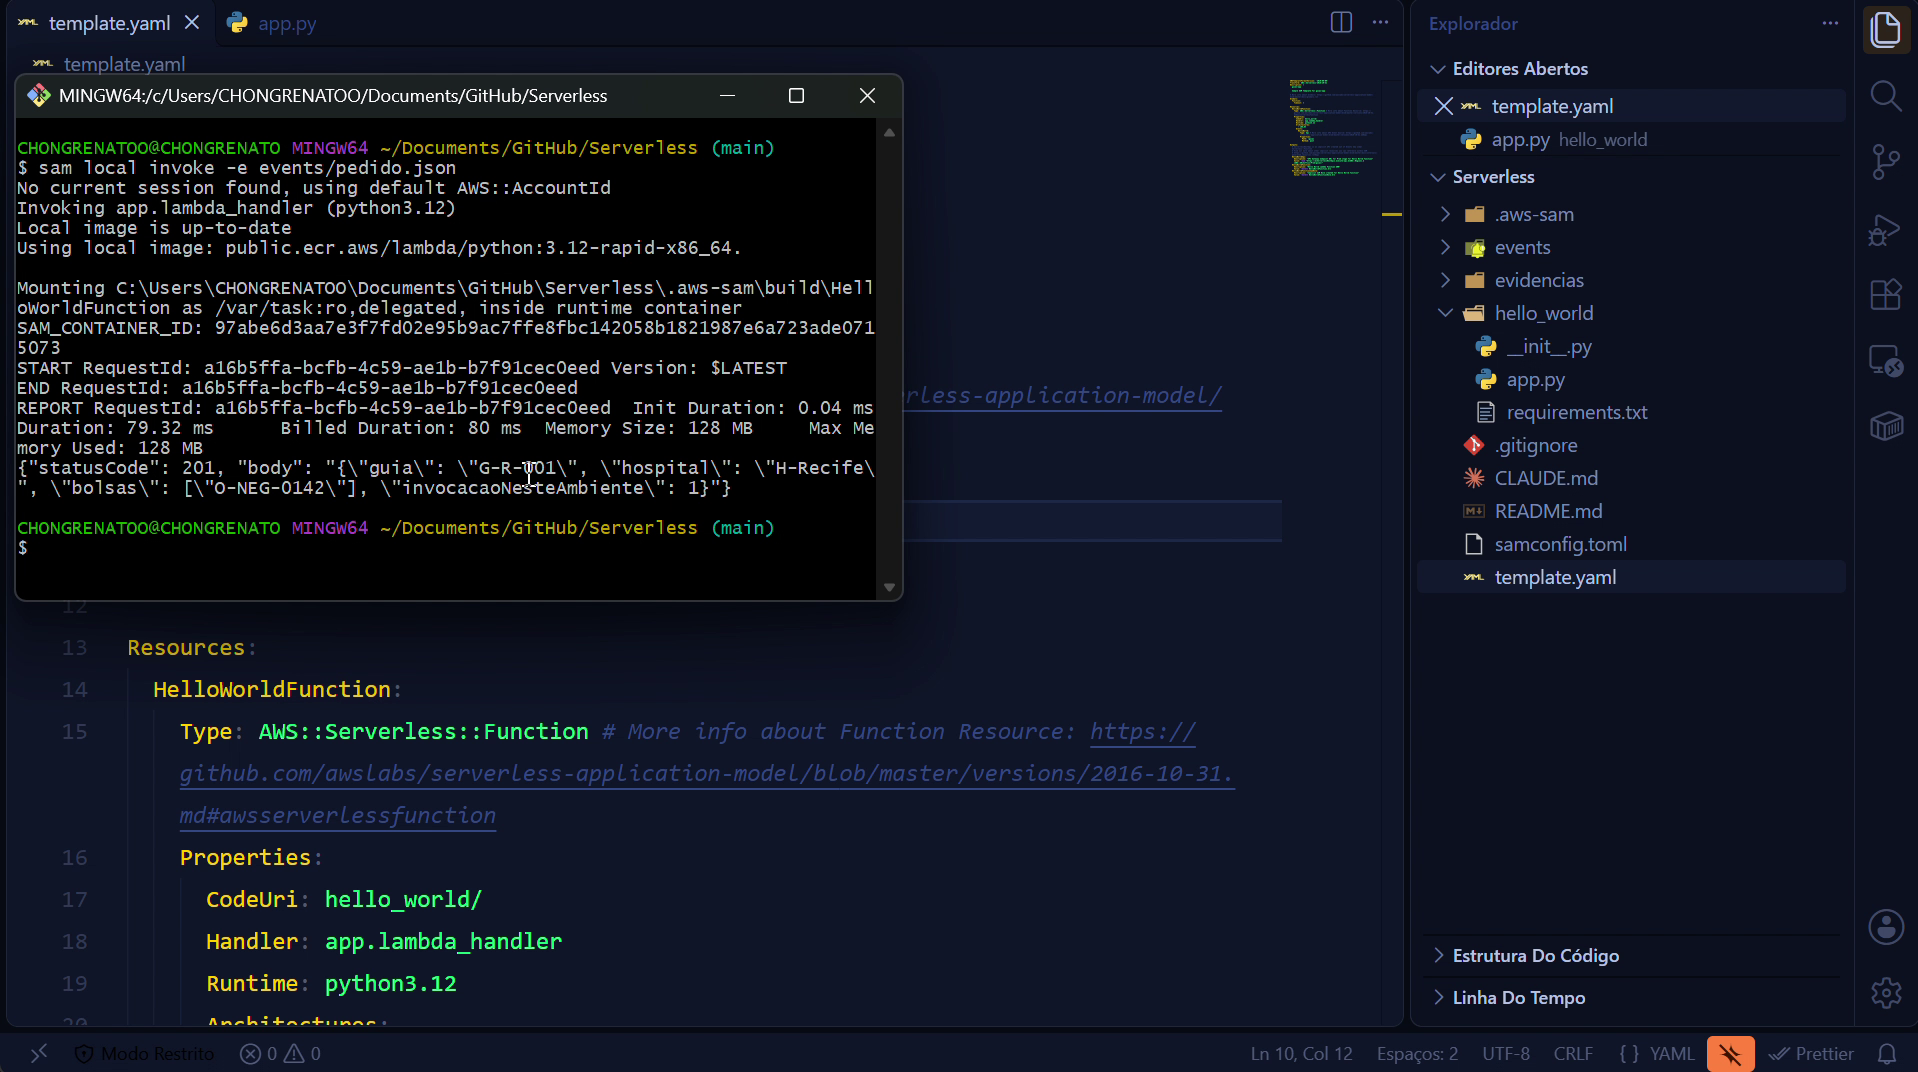 template.yaml
app.py
template.yaml
MINGW64:/c/Users/CHONGRENATOO/Documents/GitHub/Serverless
CHONGRENATOO@CHONGRENATO MINGW64 ~/Documents/GitHub/Serverless (main)
$ sam local invoke -e events/pedido.json
No current session found, using default AWS::AccountId
Invoking app.lambda_handler (python3.12)
Local image is up-to-date
Using local image: public.ecr.aws/lambda/python:3.12-rapid-x86_64.
Mounting C:\Users\CHONGRENATOO\Documents\GitHub\Serverless\.aws-sam\build\Hell
oWorldFunction as /var/task:ro,delegated, inside runtime container
SAM_CONTAINER_ID: 97abe6d3aa7e3f7fd02e95b9ac7ffe8fbc142058b1821987e6a723ade071
5073
START RequestId: a16b5ffa-bcfb-4c59-ae1b-b7f91cec0eed Version: $LATEST
END RequestId: a16b5ffa-bcfb-4c59-ae1b-b7f91cec0eed
REPORT RequestId: a16b5ffa-bcfb-4c59-ae1b-b7f91cec0eed Init Duration: 0.04 ms
Duration: 79.32 ms Billed Duration: 80 ms Memory Size: 128 MB Max Me
mory Used: 128 MB
{"statusCode": 201, "body": "{\"guia\": \"G-R-001\", \"hospital\": \"H-Recife\
", \"bolsas\": [\"O-NEG-0142\"], \"invocacaoNesteAmbiente\": 1}"}
CHONGRENATOO@CHONGRENATO MINGW64 ~/Documents/GitHub/Serverless (main)
$
rless-application-model/
12
13 Resources:
14 HelloWorldFunction:
15 Type: AWS::Serverless::Function # More info about Function Resource: https://
github.com/awslabs/serverless-application-model/blob/master/versions/2016-10-31.
md#awsserverlessfunction
16 Properties:
17 CodeUri: hello_world/
18 Handler: app.lambda_handler
19 Runtime: python3.12
20 Architectures:
Explorador
Editores Abertos
template.yaml
app.py hello_world
Serverless
.aws-sam
events
evidencias
hello_world
__init__.py
app.py
requirements.txt
.gitignore
CLAUDE.md
README.md
samconfig.toml
template.yaml
Estrutura Do Código
Linha Do Tempo
Modo Restrito 0 0
Ln 10, Col 12 Espaços: 2 UTF-8 CRLF { } YAML Prettier